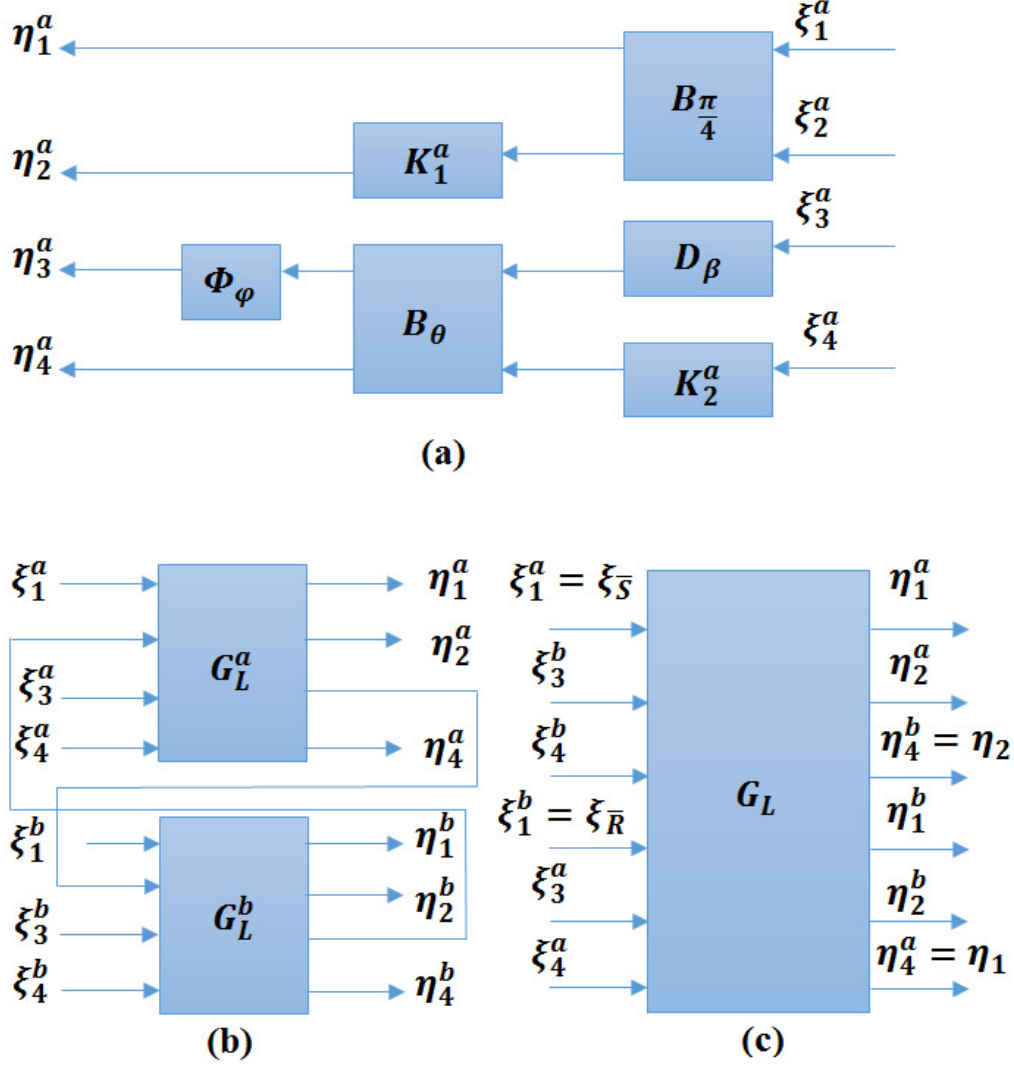 η₁ᵃ ξ₁ᵃ
B_{π/4}
ξ₂ᵃ
η₂ᵃ K₁ᵃ
ξ₃ᵃ
η₃ᵃ Φ_φ D_β
B_θ
ξ₄ᵃ
η₄ᵃ K₂ᵃ
(a)
ξ₁ᵃ η₁ᵃ
η₂ᵃ
G_Lᵃ
ξ₃ᵃ
ξ₄ᵃ η₄ᵃ
ξ₁ᵇ η₁ᵇ
η₂ᵇ
G_Lᵇ
ξ₃ᵇ
ξ₄ᵇ η₄ᵇ
(b)
ξ₁ᵃ = ξ_S̅ η₁ᵃ
ξ₃ᵇ η₂ᵃ
ξ₄ᵇ η₄ᵇ = η₂
G_L
ξ₁ᵇ = ξ_R̅ η₁ᵇ
ξ₃ᵃ η₂ᵇ
ξ₄ᵃ η₄ᵃ = η₁
(c)